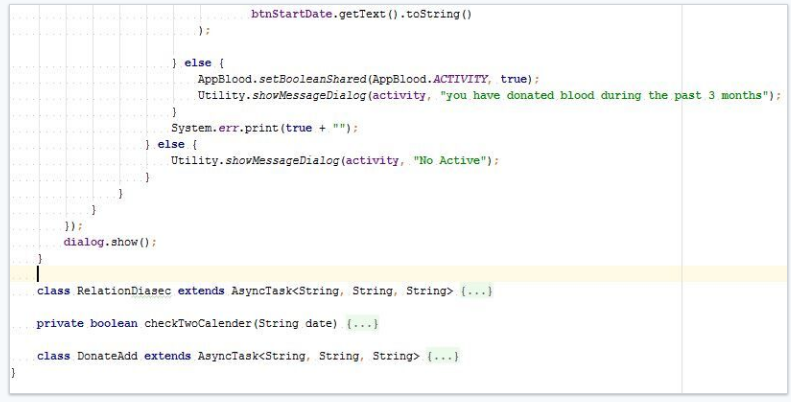 btnStartDate.getText().toString()
);
} else {
AppBlood.setBooleanShared(AppBlood.ACTIVITY, true);
Utility.showMessageDialog(activity, "you have donated blood during the past 3 months");
}
System.err.print(true + "");
} else {
Utility.showMessageDialog(activity, "No Active");
}
}
}
});
dialog.show();
}
class RelationDiasec extends AsyncTask<String, String, String> {...}
private boolean checkTwoCalender(String date) {...}
class DonateAdd extends AsyncTask<String, String, String> {...}
}